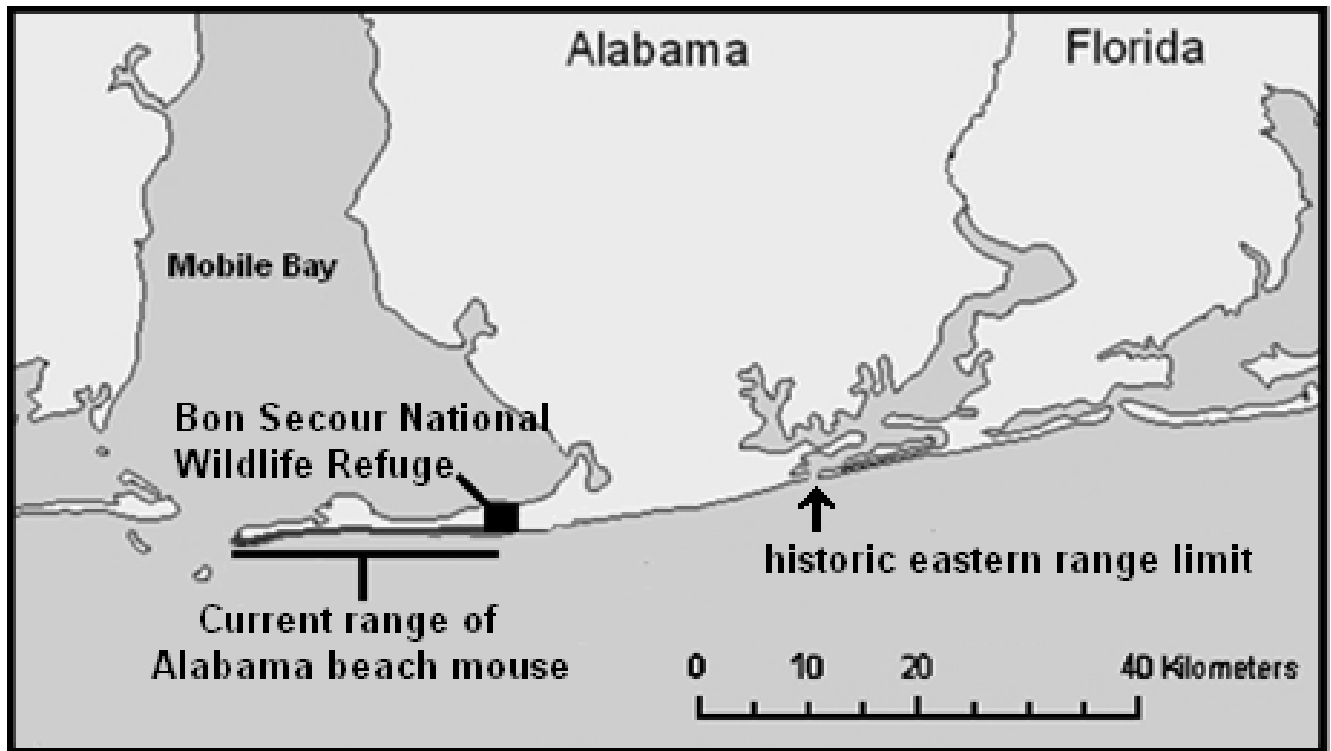 Alabama
Florida
Mobile Bay
Bon Secour National
Wildlife Refuge
historic eastern range limit
Current range of
Alabama beach mouse
0 10 20 40 Kilometers